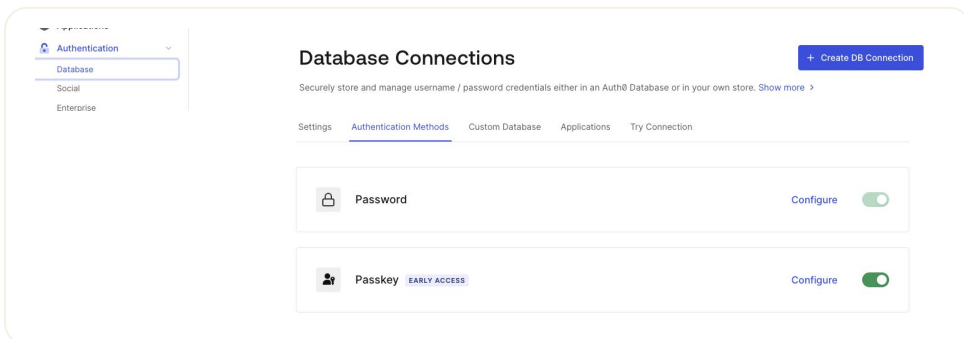 Applications
Authentication
Database
Social
Enterprise
Database Connections
+ Create DB Connection
Securely store and manage username / password credentials either in an Auth0 Database or in your own store. Show more >
Settings Authentication Methods Custom Database Applications Try Connection
Password Configure
Passkey EARLY ACCESS Configure